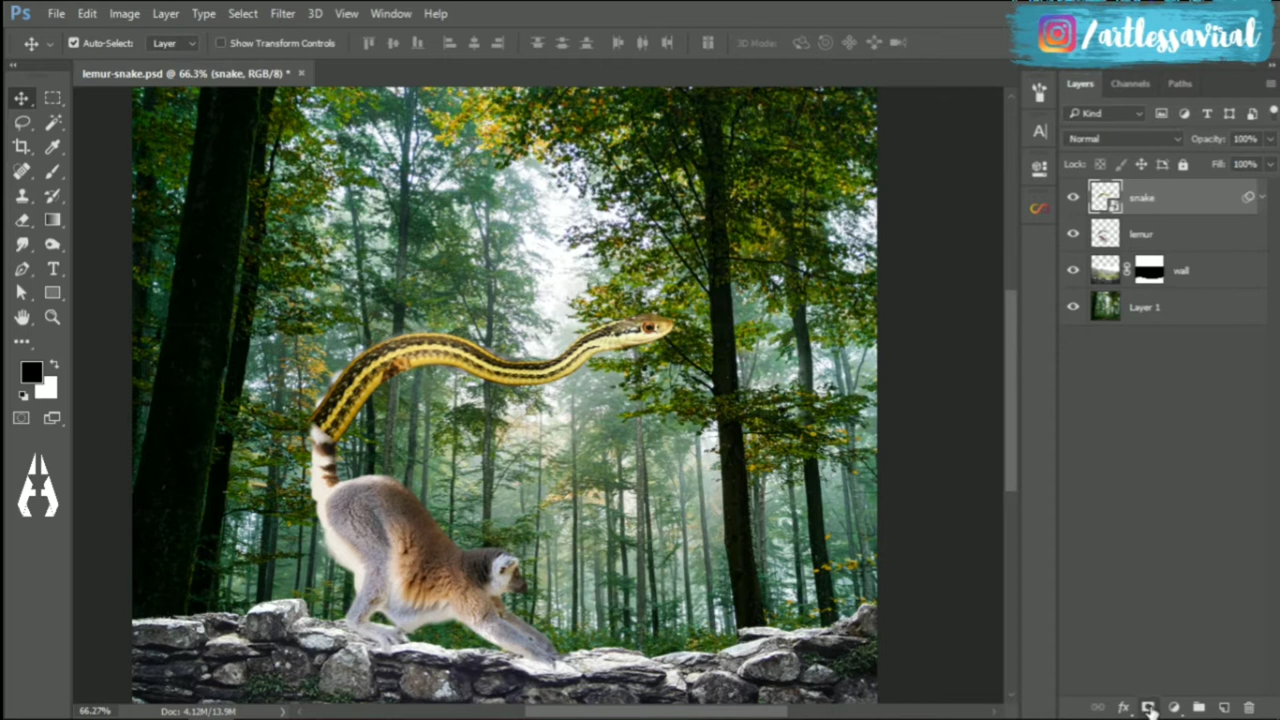 Ps File Edit Image Layer Type Select Filter 3D View Window Help
/artlessaviral
Auto-Select: Layer Show Transform Controls 3D Mode:
lemur-snake.psd @ 66.3% (snake, RGB/8) * ×
Layers Channels Paths
Kind
Normal Opacity: 100%
Lock: Fill: 100%
snake
lemur
wall
Layer 1
66.27% Doc: 4.12M/13.9M